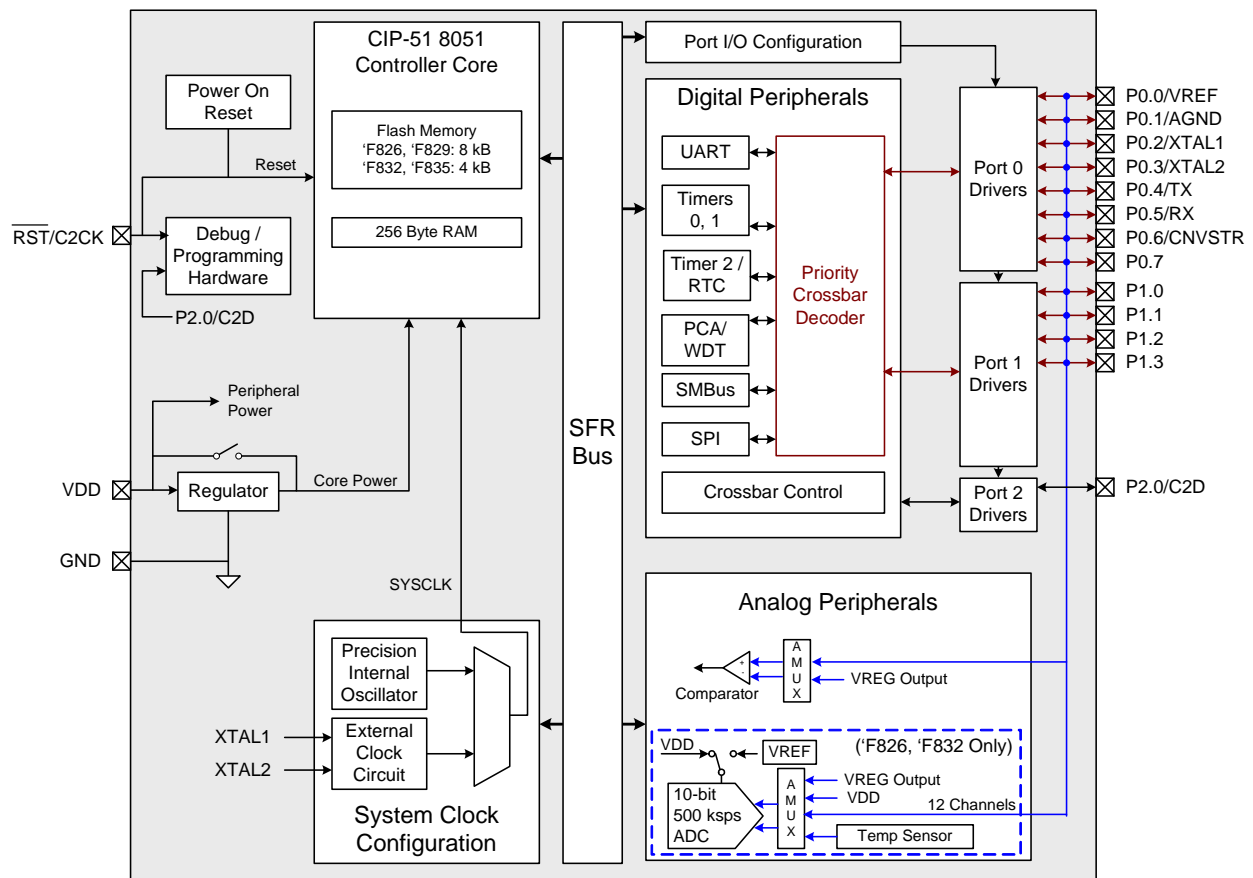 CIP-51 8051
Controller Core
Flash Memory
‘F826, ‘F829: 8 kB
‘F832, ‘F835: 4 kB
256 Byte RAM
Power On
Reset
Reset
RST/C2CK
Debug /
Programming
Hardware
P2.0/C2D
Peripheral
Power
VDD
Regulator
Core Power
GND
SYSCLK
Precision
Internal
Oscillator
XTAL1
XTAL2
External
Clock
Circuit
System Clock
Configuration
SFR
Bus
Port I/O Configuration
Digital Peripherals
UART
Timers
0, 1
Timer 2 /
RTC
PCA/
WDT
SMBus
SPI
Priority
Crossbar
Decoder
Crossbar Control
Port 0
Drivers
Port 1
Drivers
Port 2
Drivers
P0.0/VREF
P0.1/AGND
P0.2/XTAL1
P0.3/XTAL2
P0.4/TX
P0.5/RX
P0.6/CNVSTR
P0.7
P1.0
P1.1
P1.2
P1.3
P2.0/C2D
Analog Peripherals
+
-
Comparator
A
M
U
X
VREG Output
VDD
VREF
(‘F826, ‘F832 Only)
10-bit
500 ksps
ADC
A
M
U
X
VREG Output
VDD
12 Channels
Temp Sensor